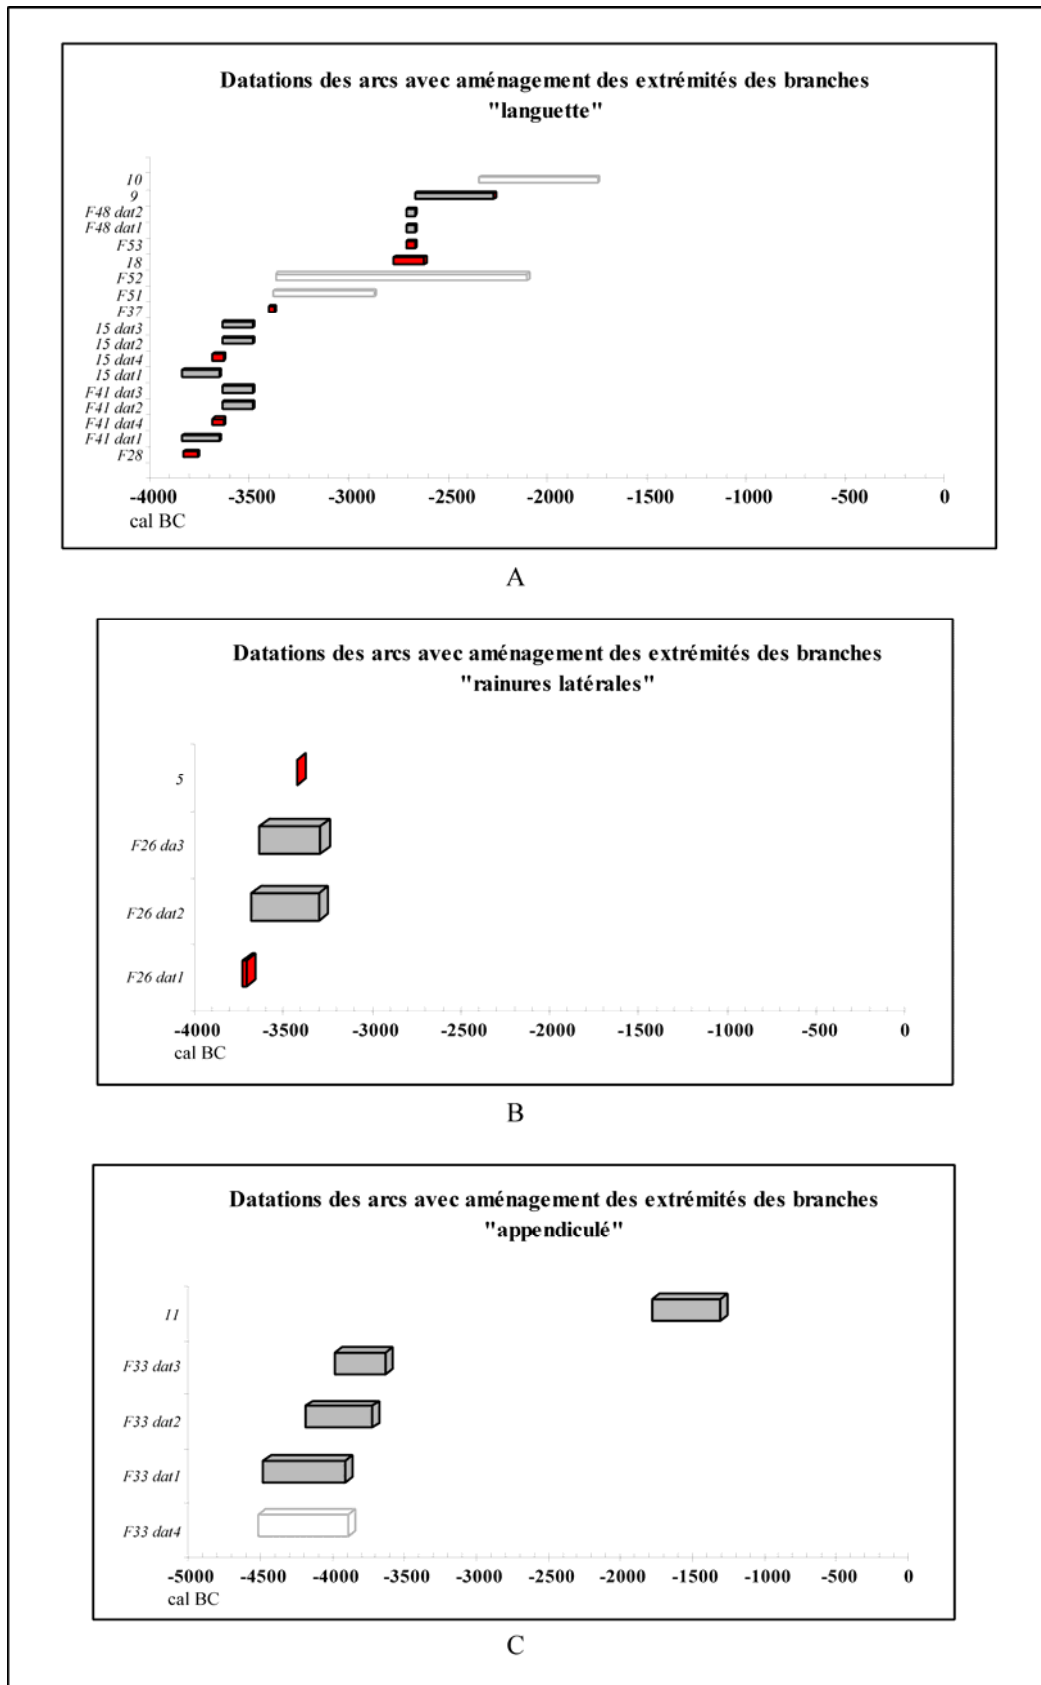 Datations des arcs avec aménagement des extrémités des branches
"languette"
10
9
F48 dat2
F48 dat1
F53
18
F52
F51
F37
15 dat3
15 dat2
15 dat4
15 dat1
F41 dat3
F41 dat2
F41 dat4
F41 dat1
F28
-4000 -3500 -3000 -2500 -2000 -1500 -1000 -500 0
cal BC
A
Datations des arcs avec aménagement des extrémités des branches
"rainures latérales"
5
F26 da3
F26 dat2
F26 dat1
-4000 -3500 -3000 -2500 -2000 -1500 -1000 -500 0
cal BC
B
Datations des arcs avec aménagement des extrémités des branches
"appendiculé"
11
F33 dat3
F33 dat2
F33 dat1
F33 dat4
-5000 -4500 -4000 -3500 -3000 -2500 -2000 -1500 -1000 -500 0
cal BC
C